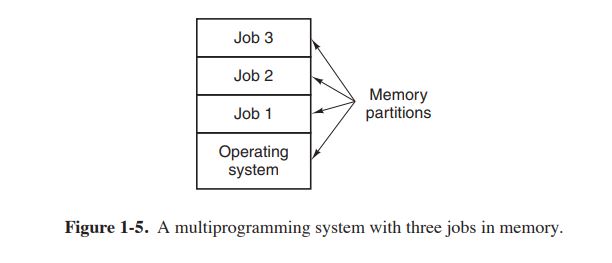 Job 3
Job 2
Job 1
Operating
system
Memory
partitions
Figure 1-5. A multiprogramming system with three jobs in memory.